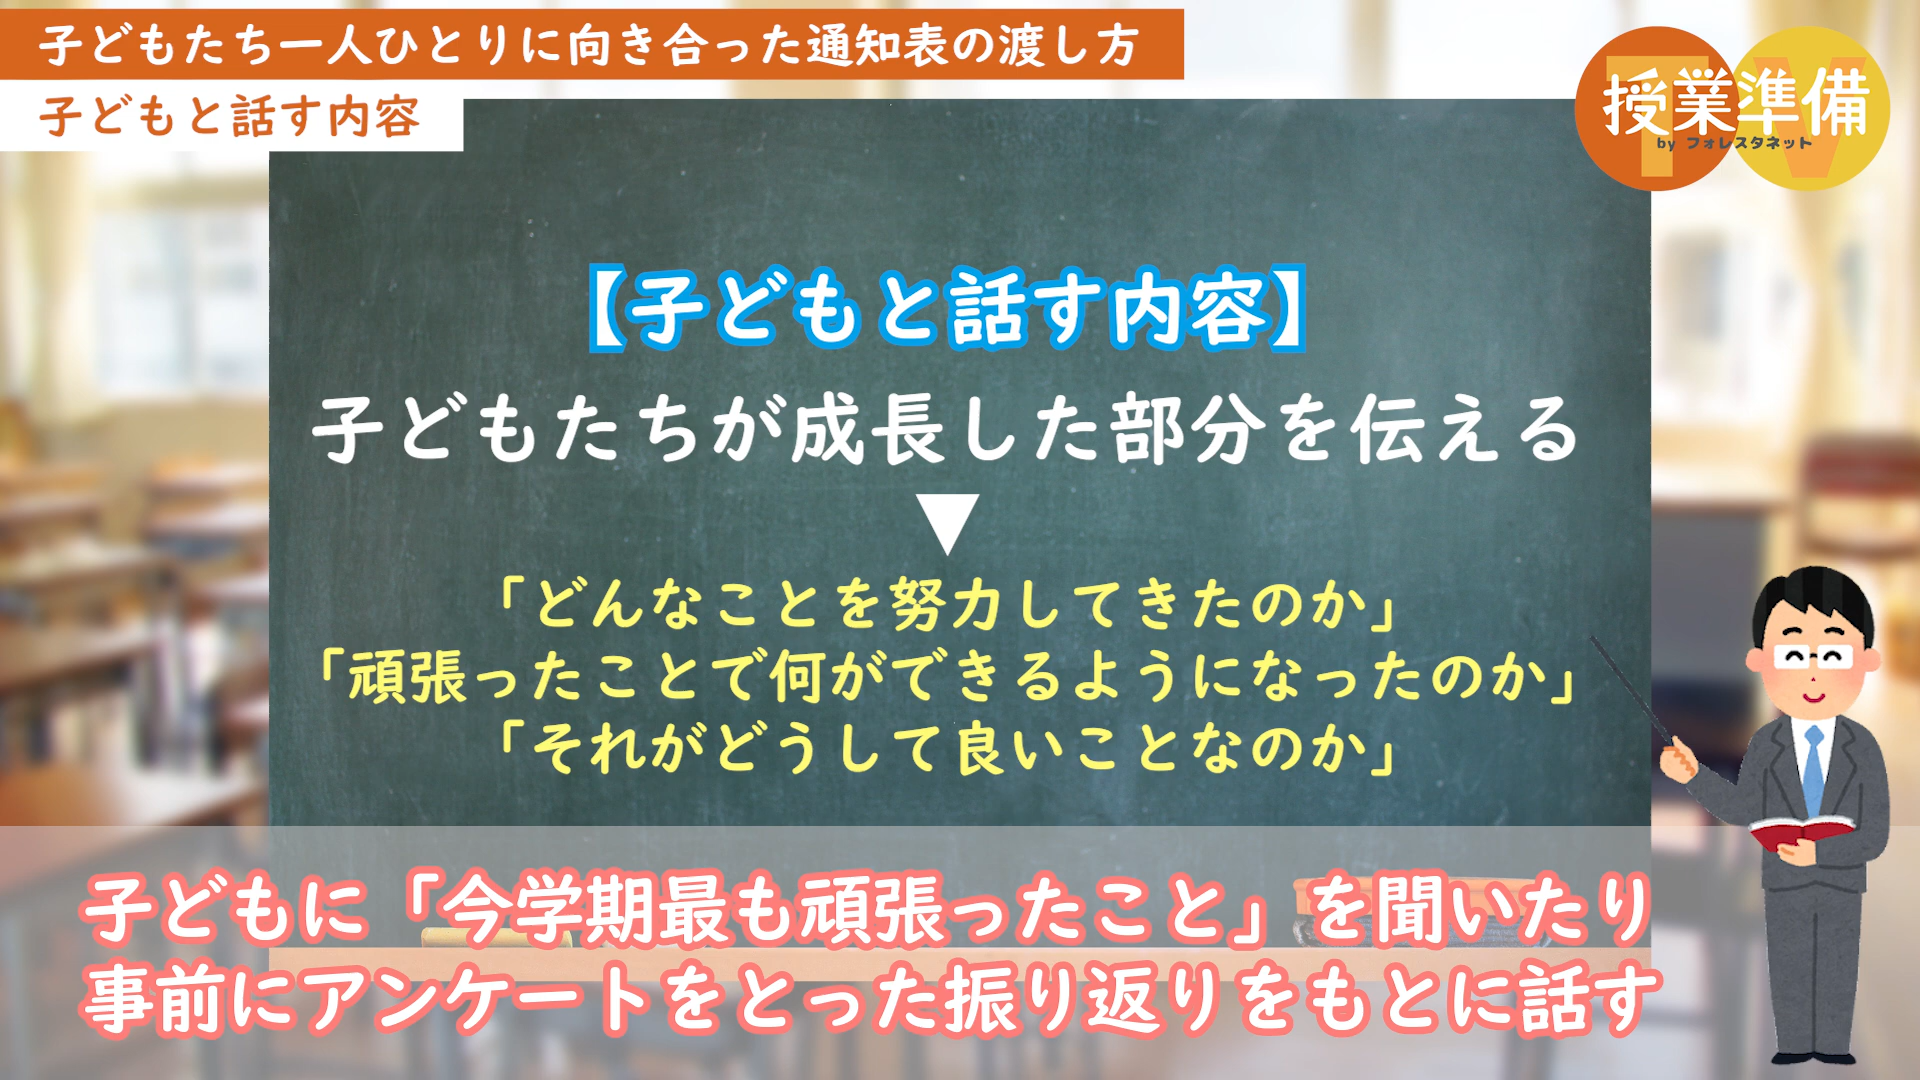 子どもたち一人ひとりに向き合った通知表の渡し方
子どもと話す内容
TV
授業準備
by フォレスタネット
【子どもと話す内容】
子どもたちが成長した部分を伝える
▼
「どんなことを努力してきたのか」
「頑張ったことで何ができるようになったのか」
「それがどうして良いことなのか」
子どもに「今学期最も頑張ったこと」を聞いたり
事前にアンケートをとった振り返りをもとに話す